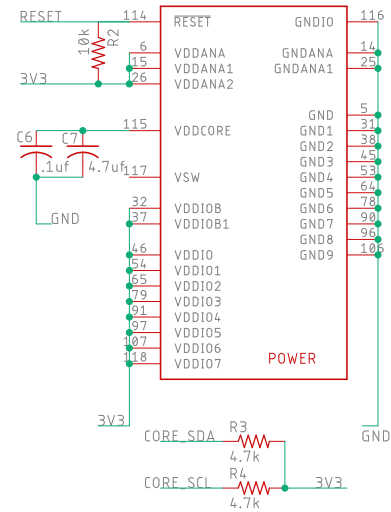 RESET 114 RESET GNDIO 116
10k R2
6 VDDANA GNDANA 14
15 VDDANA1 GNDANA1 25
3V3 26 VDDANA2
GND 5
C6 C7 115 VDDCORE GND1 31
GND2 38
.1uf 4.7uf GND3 45
117 VSW GND4 53
GND5 64
32 VDDIOB GND6 78
GND 37 VDDIOB1 GND7 90
GND8 96
46 VDDIO GND9 106
54 VDDIO1
65 VDDIO2
79 VDDIO3
91 VDDIO4
97 VDDIO5
107 VDDIO6
118 VDDIO7
POWER
3V3
CORE_SDA R3 GND
4.7k
CORE_SCL R4 3V3
4.7k